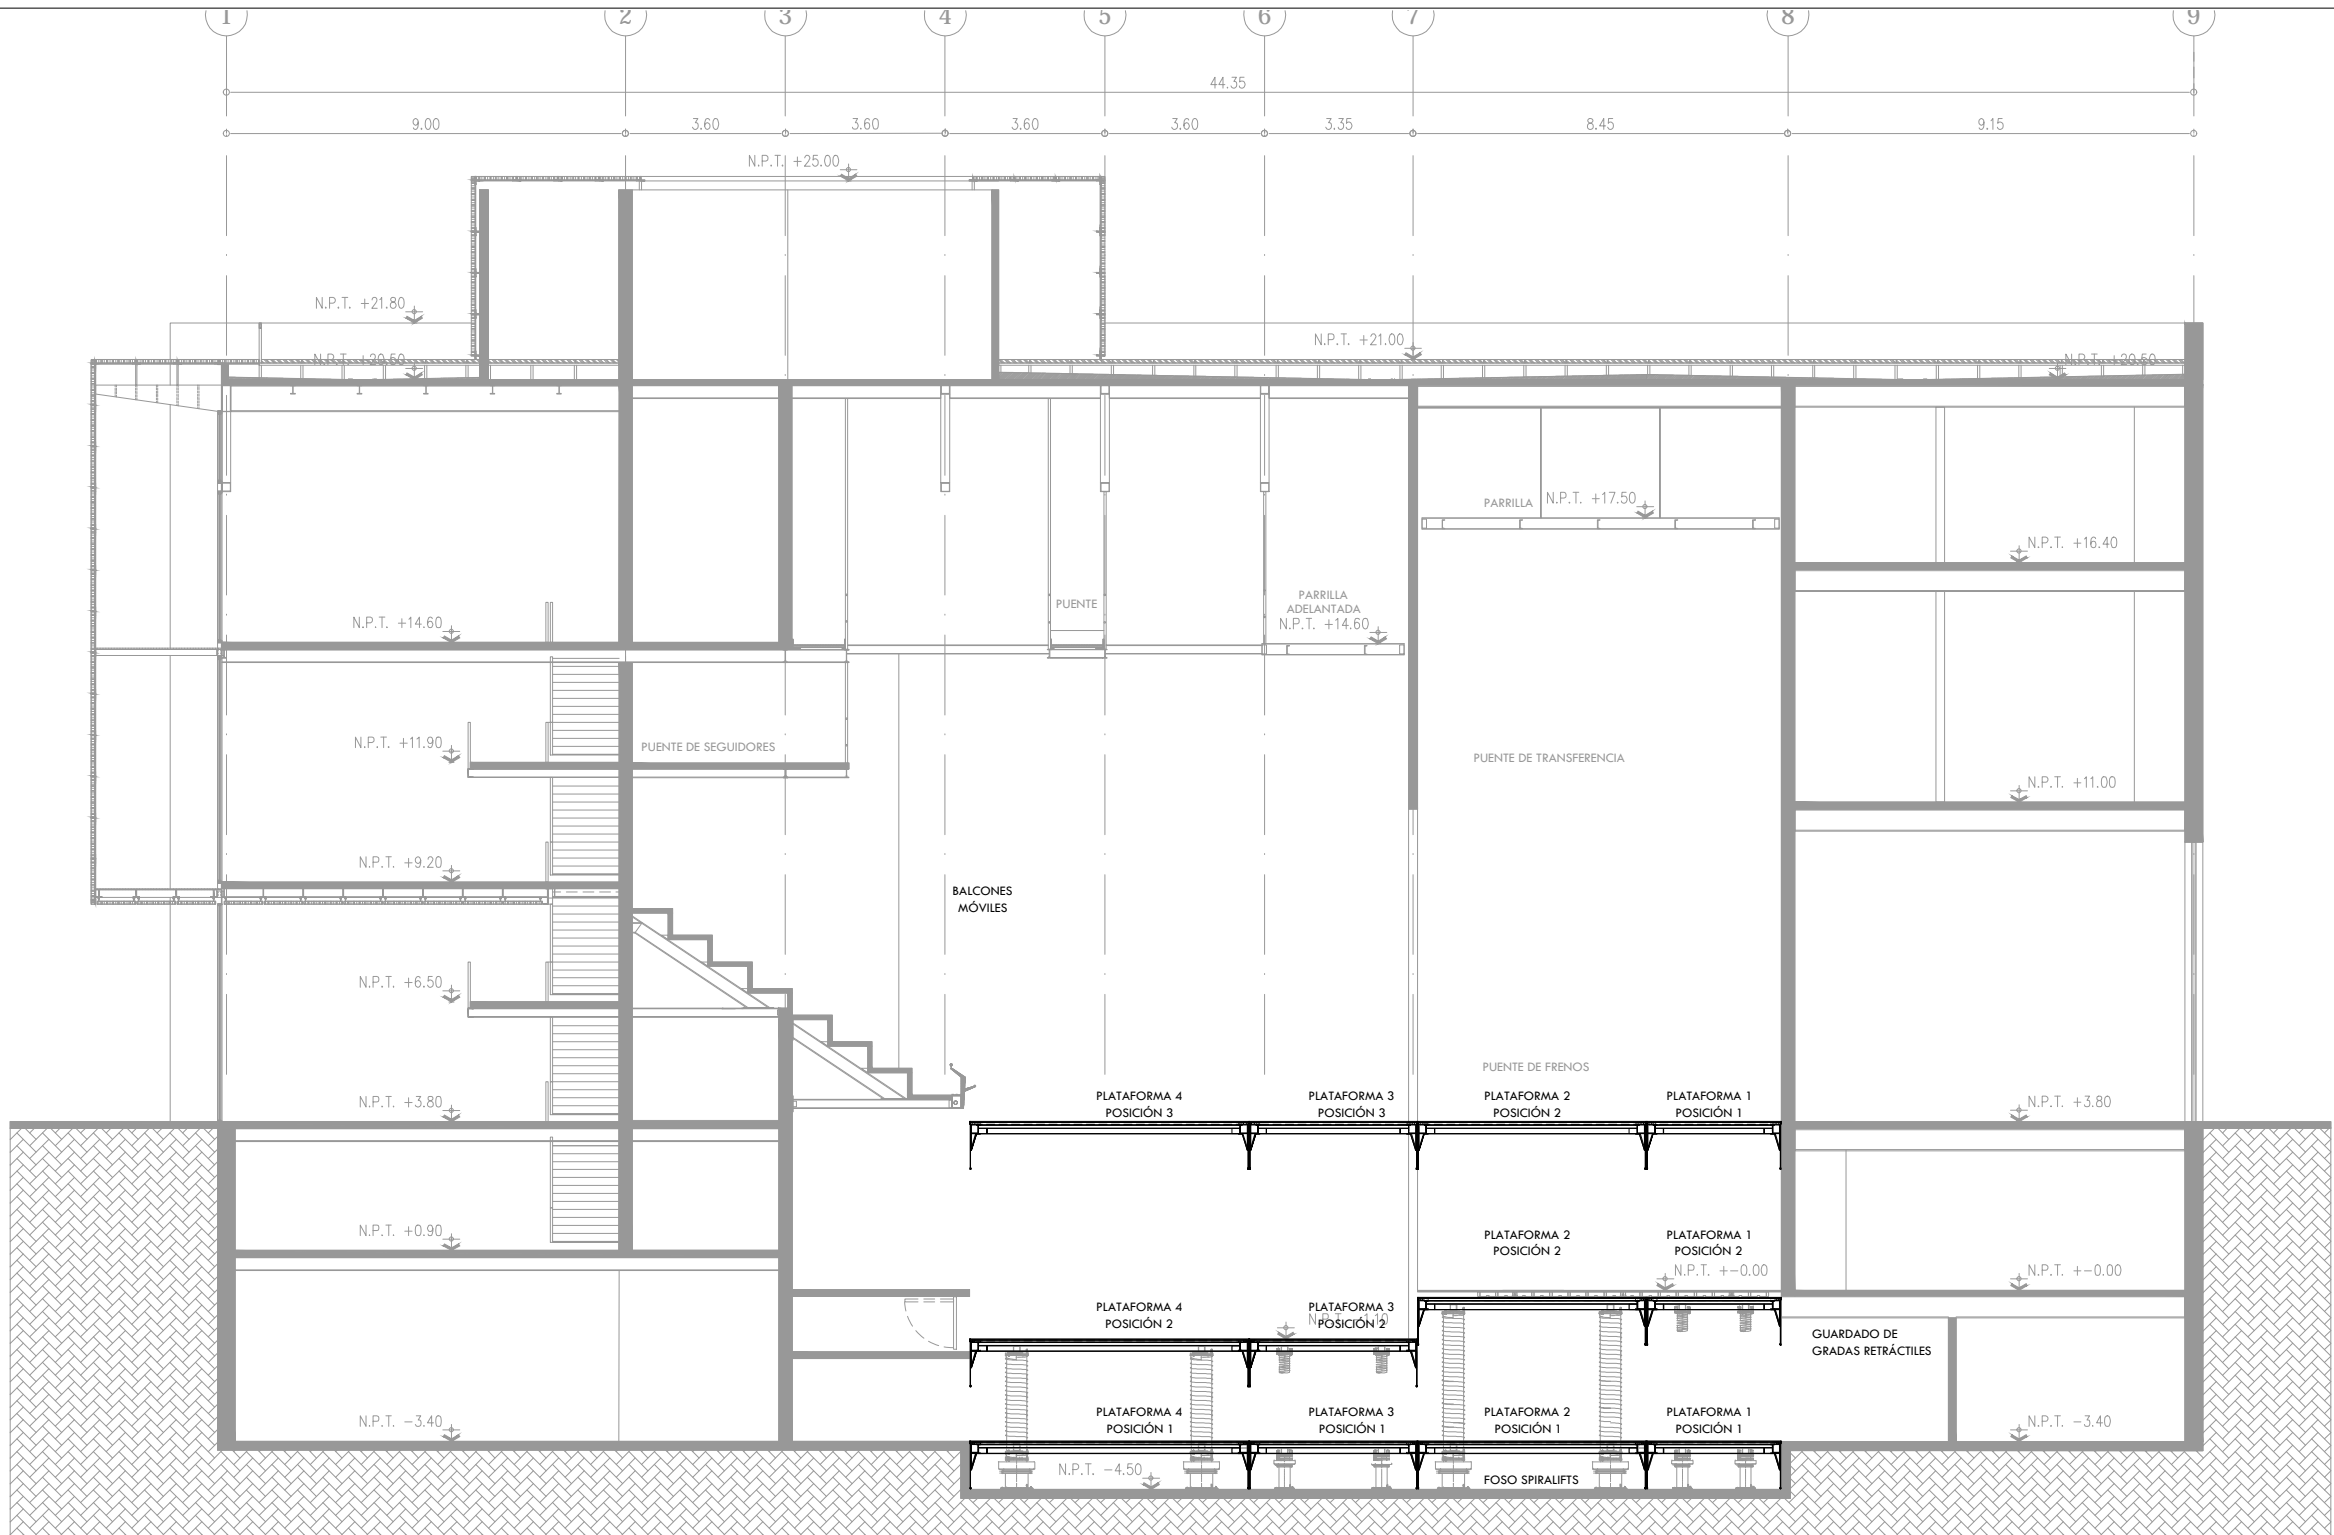 1 2 3 4 5 6 7 8 9
44.35
9.00 3.60 3.60 3.60 3.60 3.35 8.45 9.15
N.P.T. +25.00
N.P.T. +21.80
N.P.T. +21.00
N.P.T. +20.50
N.P.T. +20.50
PARRILLA
N.P.T. +17.50
N.P.T. +16.40
PUENTE
PARRILLA
ADELANTADA
N.P.T. +14.60
N.P.T. +14.60
N.P.T. +11.90
PUENTE DE SEGUIDORES
PUENTE DE TRANSFERENCIA
N.P.T. +11.00
N.P.T. +9.20
BALCONES
MÓVILES
N.P.T. +6.50
PUENTE DE FRENOS
N.P.T. +3.80
PLATAFORMA 4
POSICIÓN 3
PLATAFORMA 3
POSICIÓN 3
PLATAFORMA 2
POSICIÓN 2
PLATAFORMA 1
POSICIÓN 1
N.P.T. +3.80
N.P.T. +0.90
PLATAFORMA 2
POSICIÓN 2
PLATAFORMA 1
POSICIÓN 2
N.P.T. +-0.00
N.P.T. +-0.00
PLATAFORMA 4
POSICIÓN 2
PLATAFORMA 3
POSICIÓN 2
GUARDADO DE
GRADAS RETRÁCTILES
N.P.T. -3.40
PLATAFORMA 4
POSICIÓN 1
PLATAFORMA 3
POSICIÓN 1
PLATAFORMA 2
POSICIÓN 1
PLATAFORMA 1
POSICIÓN 1
N.P.T. -3.40
N.P.T. -4.50
FOSO SPIRALIFTS